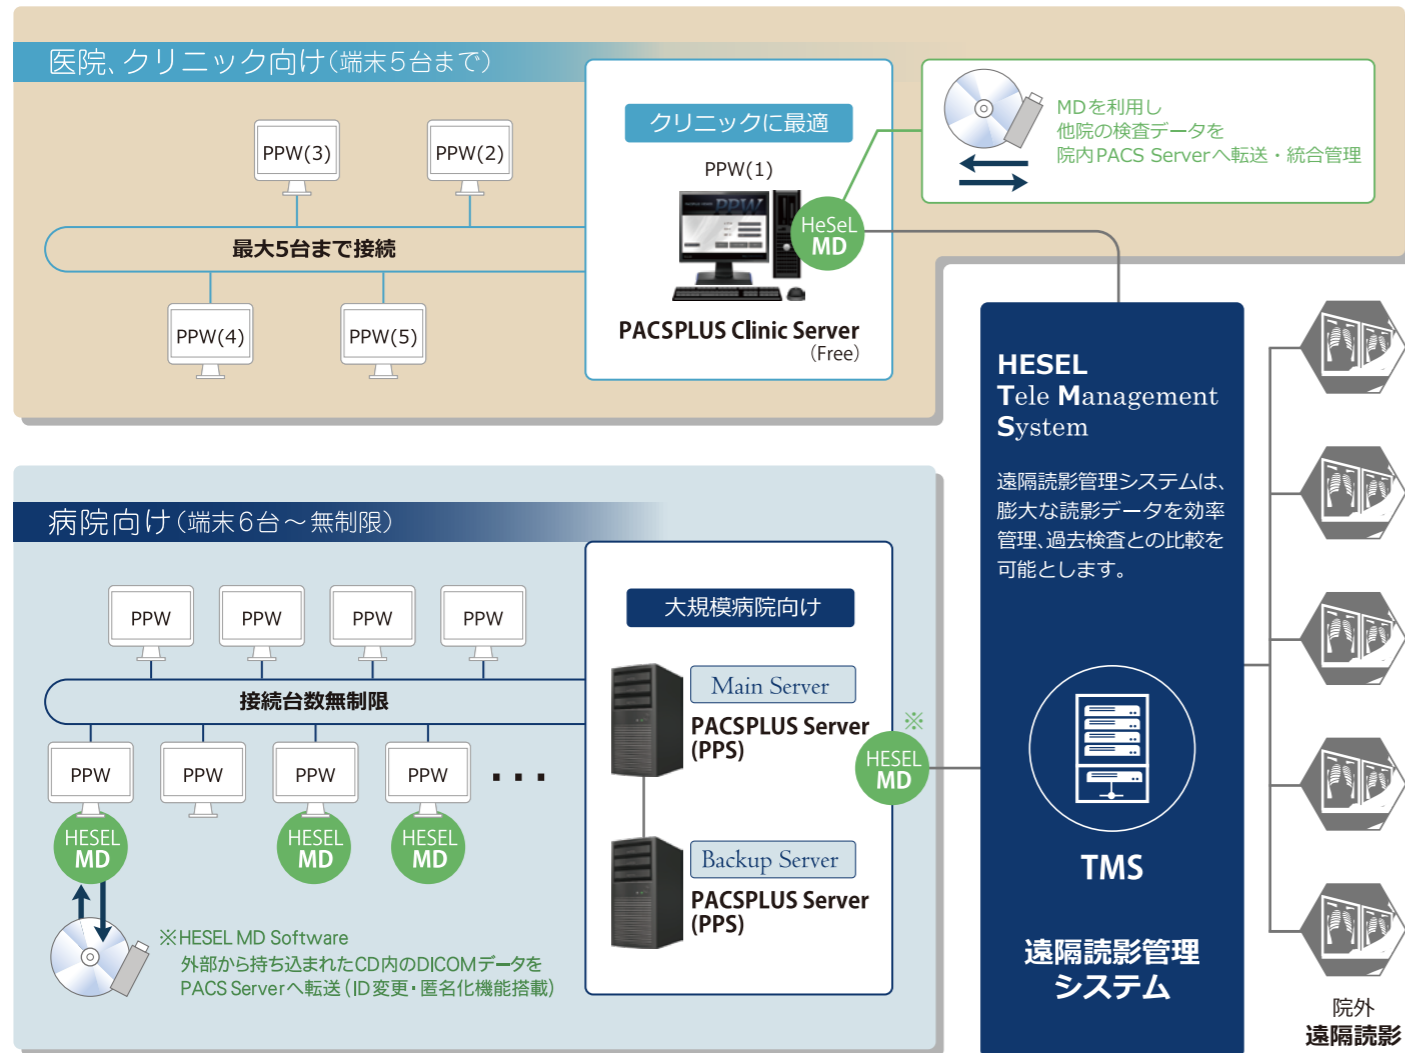 医院、クリニック向け(端末5台まで)
PPW(3)
PPW(2)
最大5台まで接続
PPW(4)
PPW(5)
クリニックに最適
PPW(1)
PPW
HeSeL
MD
PACSPLUS Clinic Server
(Free)
MDを利用し
他院の検査データを
院内PACS Serverへ転送・統合管理
病院向け(端末6台～無制限)
PPW
PPW
PPW
PPW
接続台数無制限
PPW
PPW
PPW
PPW
・・・
HESEL
MD
HESEL
MD
HESEL
MD
※HESEL MD Software
外部から持ち込まれたCD内のDICOMデータを
PACS Serverへ転送(ID変更・匿名化機能搭載)
大規模病院向け
Main Server
PACSPLUS Server
(PPS)
Backup Server
PACSPLUS Server
(PPS)
※
HESEL
MD
HESEL
Tele Management
System
遠隔読影管理システムは、
膨大な読影データを効率
管理、過去検査との比較を
可能とします。
TMS
遠隔読影管理
システム
院外
遠隔読影